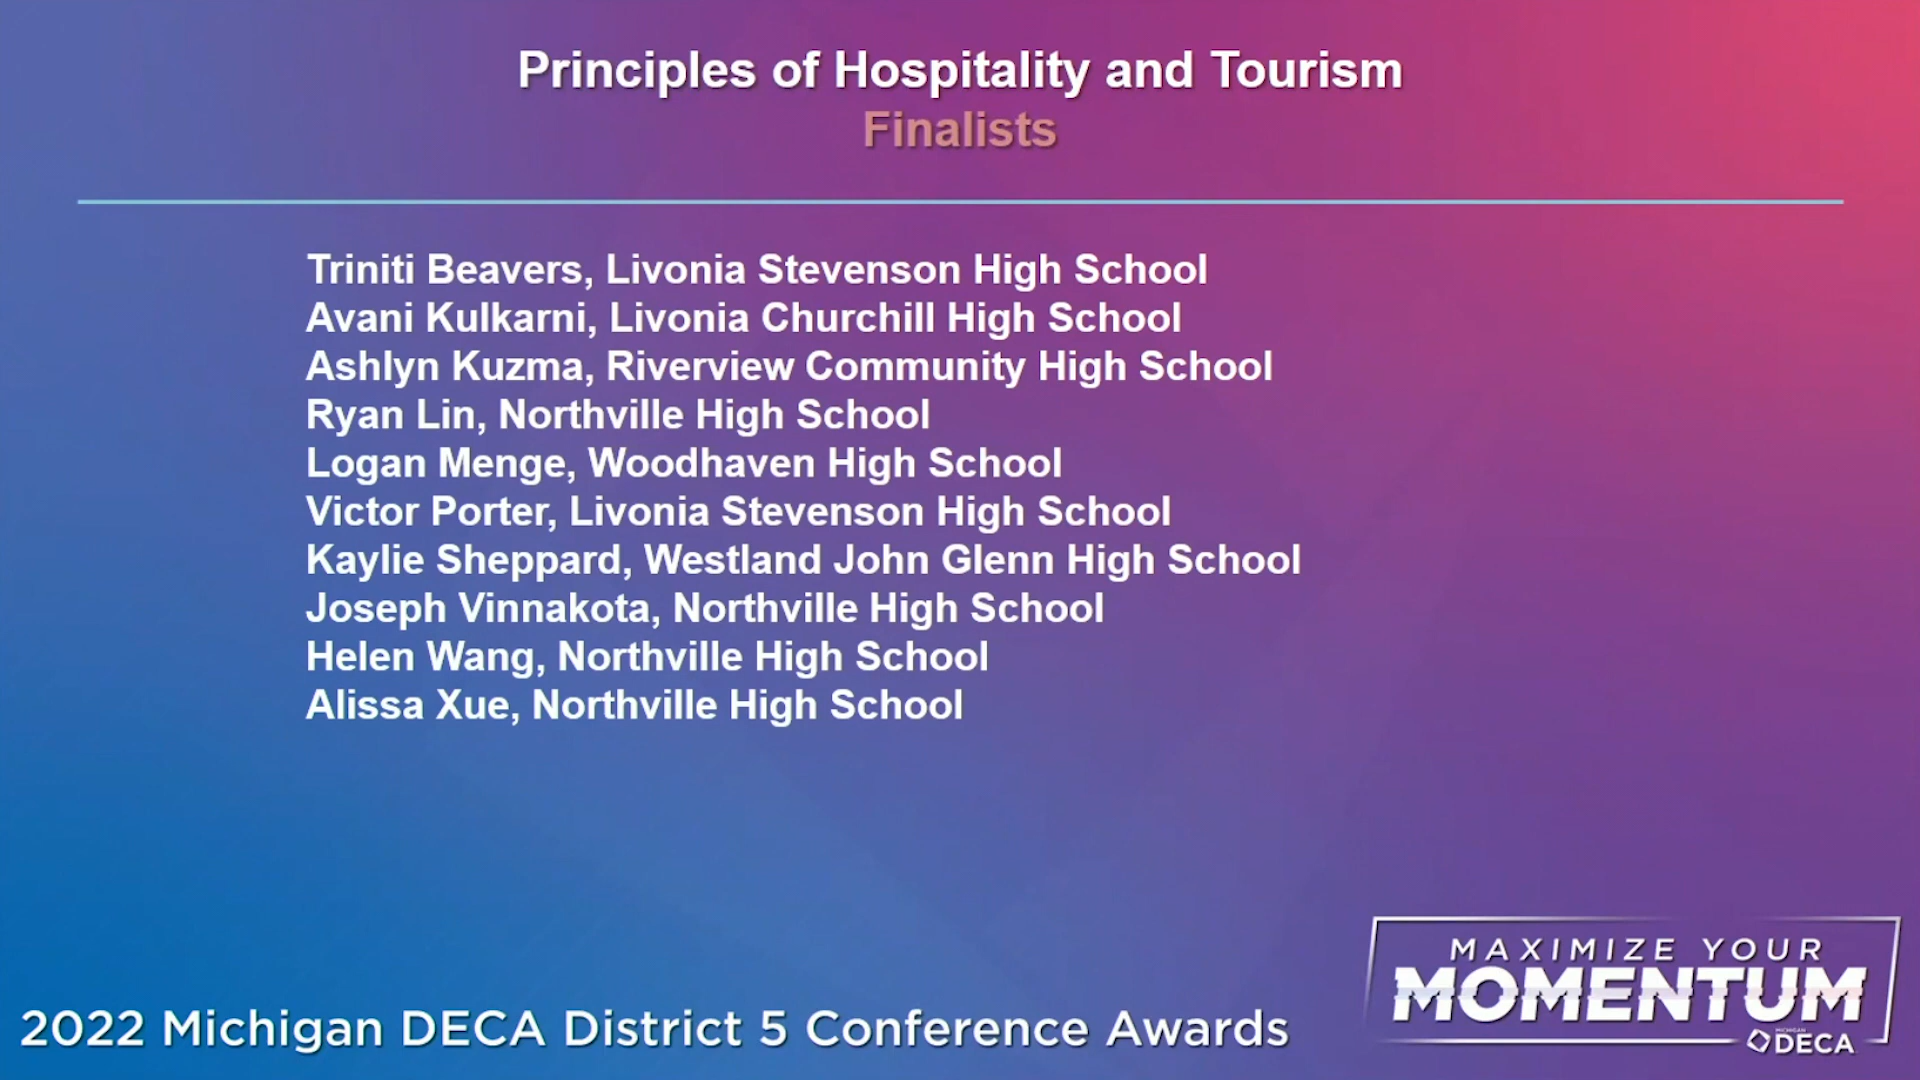 Principles of Hospitality and Tourism
Finalists
Triniti Beavers, Livonia Stevenson High School
Avani Kulkarni, Livonia Churchill High School
Ashlyn Kuzma, Riverview Community High School
Ryan Lin, Northville High School
Logan Menge, Woodhaven High School
Victor Porter, Livonia Stevenson High School
Kaylie Sheppard, Westland John Glenn High School
Joseph Vinnakota, Northville High School
Helen Wang, Northville High School
Alissa Xue, Northville High School
MAXIMIZE YOUR
MOMENTUM
MICHIGAN
DECA
2022 Michigan DECA District 5 Conference Awards